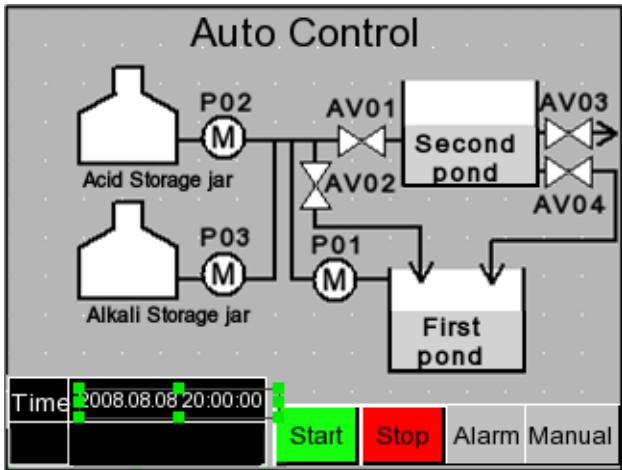 Auto Control
P02
AV01
AV03
Second
pond
Acid Storage jar
AV02
AV04
P03
P01
Alkali Storage jar
First
pond
Time 2008.08.08 20:00:00
Start Stop Alarm Manual
M
M
M